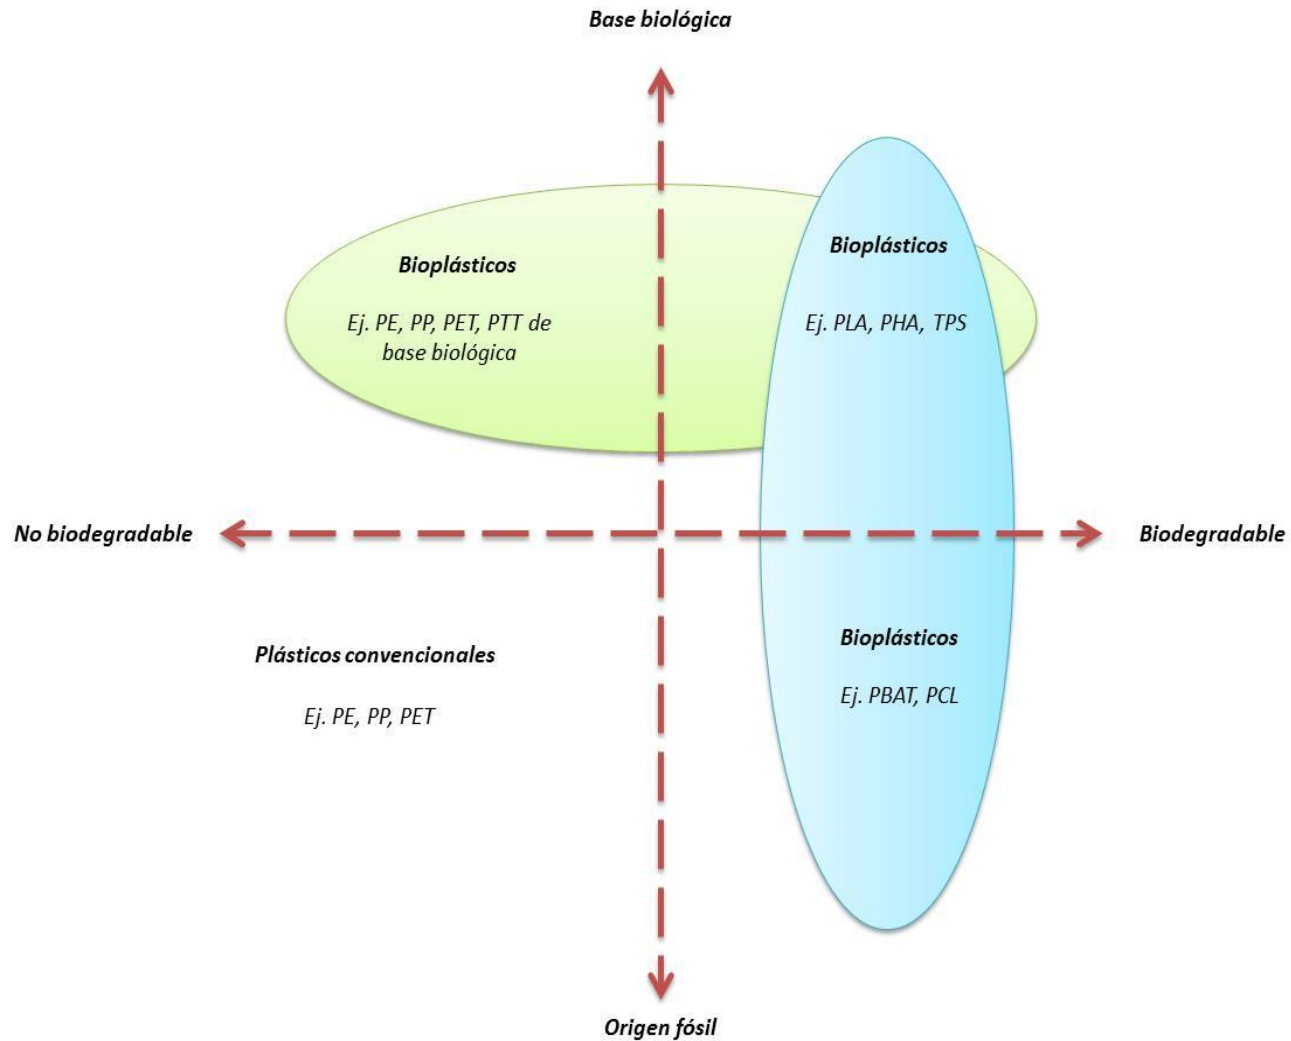 Base biológica
Bioplásticos
Ej. PE, PP, PET, PTT de
base biológica
Bioplásticos
Ej. PLA, PHA, TPS
No biodegradable
Biodegradable
Plásticos convencionales
Ej. PE, PP, PET
Bioplásticos
Ej. PBAT, PCL
Origen fósil